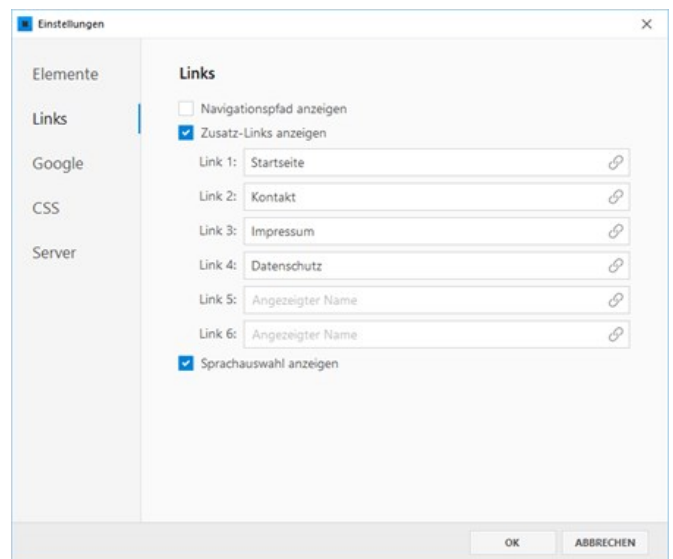 Einstellungen
Elemente
Links
Google
CSS
Server
Links
Navigationspfad anzeigen
Zusatz-Links anzeigen
Link 1: Startseite
Link 2: Kontakt
Link 3: Impressum
Link 4: Datenschutz
Link 5: Angezeigter Name
Link 6: Angezeigter Name
Sprachauswahl anzeigen
OK ABBRECHEN